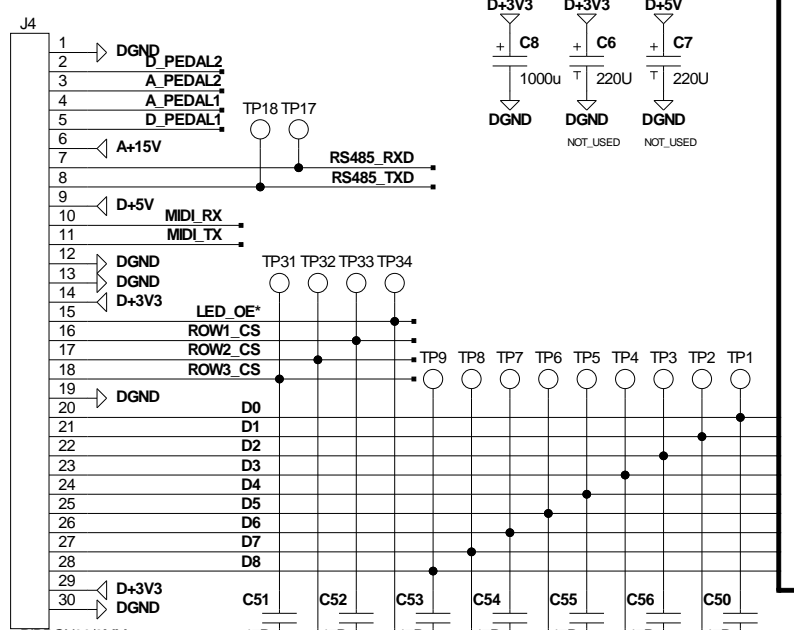 D+3V3 D+3V3 D+5V
J4
+ C8 + C6 + C7
1000u T 220U T 220U
DGND DGND DGND
NOT_USED NOT_USED
1 DGND
2 D_PEDAL2
3 A_PEDAL2
4 A_PEDAL1
5 D_PEDAL1
TP18 TP17
6 A+15V
7 RS485_RXD
8 RS485_TXD
9 D+5V
10 MIDI_RX
11 MIDI_TX
12 DGND
13 DGND
TP31 TP32 TP33 TP34
14 D+3V3
15 LED_OE*
16 ROW1_CS
17 ROW2_CS
18 ROW3_CS
TP9 TP8 TP7 TP6 TP5 TP4 TP3 TP2 TP1
19 DGND
20 D0
21 D1
22 D2
23 D3
24 D4
25 D5
26 D6
27 D7
28 D8
29 D+3V3
30 DGND
C51 C52 C53 C54 C55 C56 C50